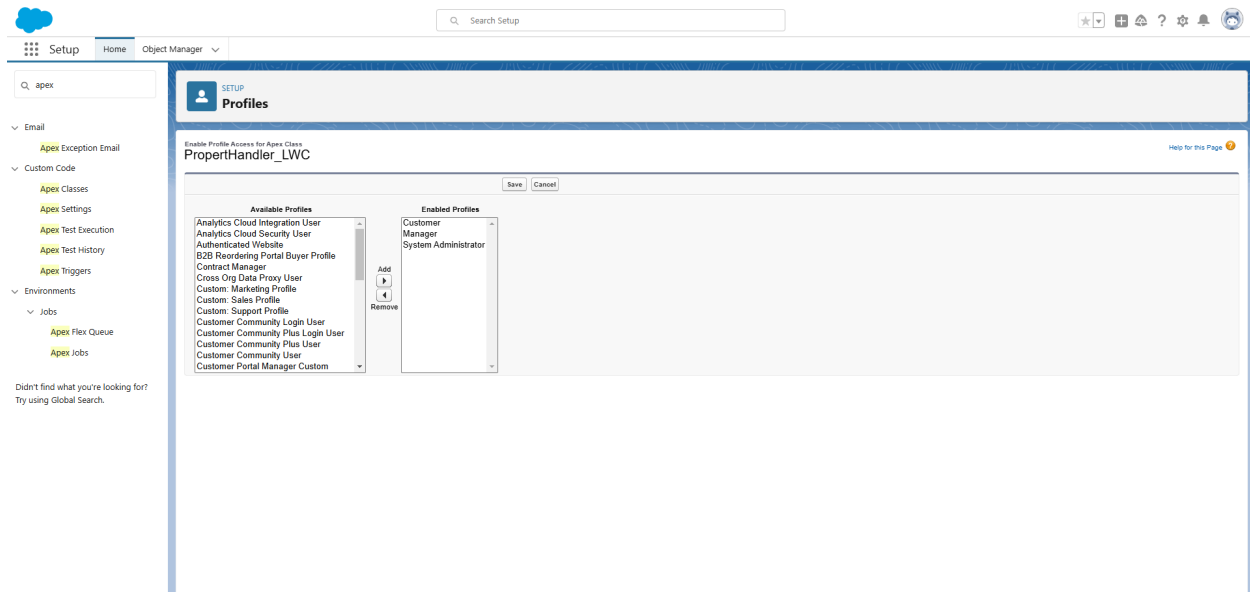 Search Setup
Setup
Home
Object Manager
apex
Email
Apex Exception Email
Custom Code
Apex Classes
Apex Settings
Apex Test Execution
Apex Test History
Apex Triggers
Environments
Jobs
Apex Flex Queue
Apex Jobs
Didn't find what you're looking for?
Try using Global Search.
SETUP
Profiles
Enable Profile Access for Apex Class
PropertHandler_LWC
Help for this Page
Save Cancel
Available Profiles
Analytics Cloud Integration User
Analytics Cloud Security User
Authenticated Website
B2B Reordering Portal Buyer Profile
Contract Manager
Cross Org Data Proxy User
Custom: Marketing Profile
Custom: Sales Profile
Custom: Support Profile
Customer Community Login User
Customer Community Plus Login User
Customer Community Plus User
Customer Community User
Customer Portal Manager Custom
Add
Remove
Enabled Profiles
Customer
Manager
System Administrator